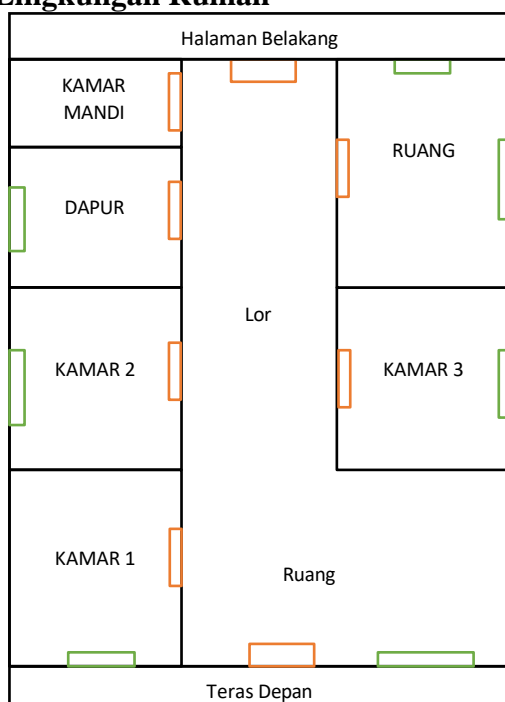 Lingkungan Rumah
Halaman Belakang
KAMAR
MANDI
RUANG
DAPUR
Lor
KAMAR 2
KAMAR 3
KAMAR 1
Ruang
Teras Depan